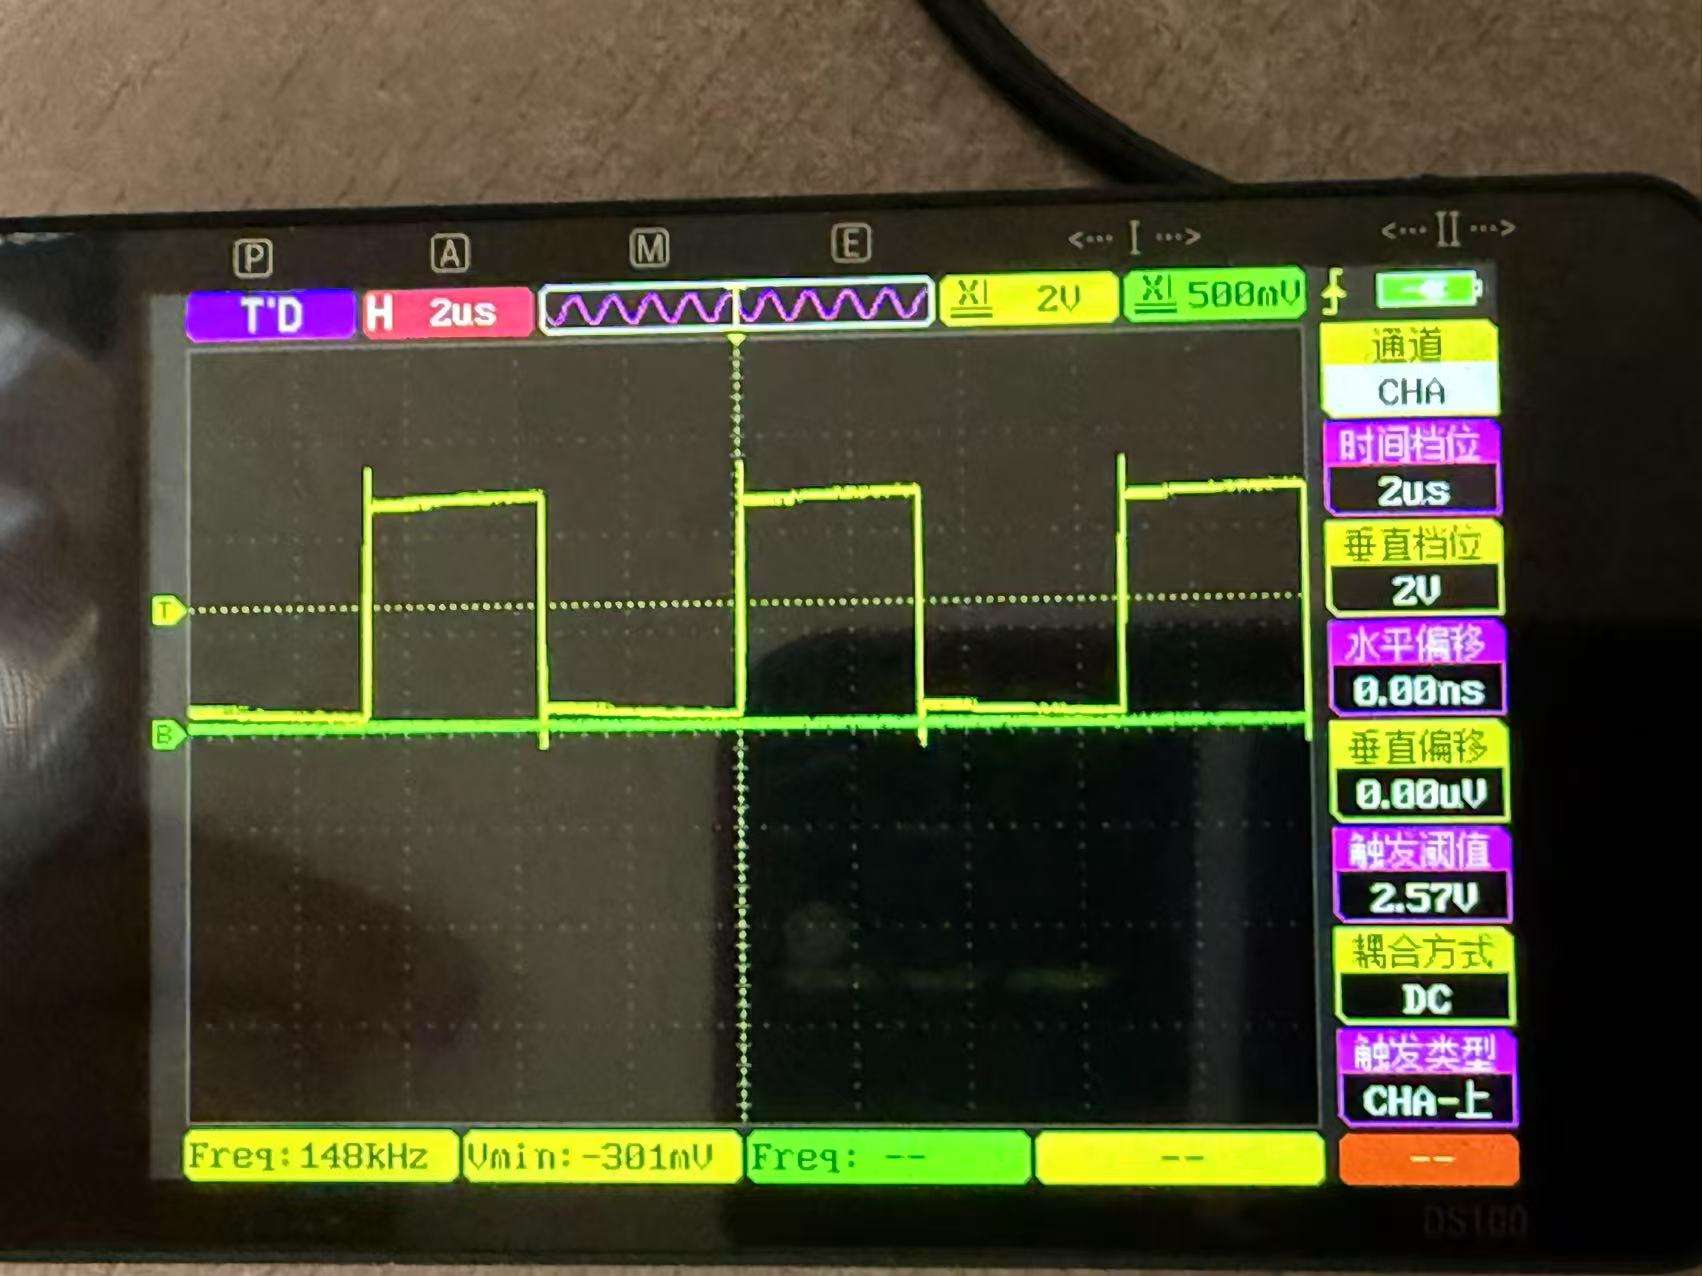 P A M E <··· I ···> <··· II ···>
T'D H 2us X1 2V X1 500mV
通道
CHA
时间档位
2us
垂直档位
2V
水平偏移
0.00ns
垂直偏移
0.00uV
触发阈值
2.57V
耦合方式
DC
触发类型
CHA-上
T
B
Freq:148kHz Vmin:-301mV Freq: -- -- --
DS100